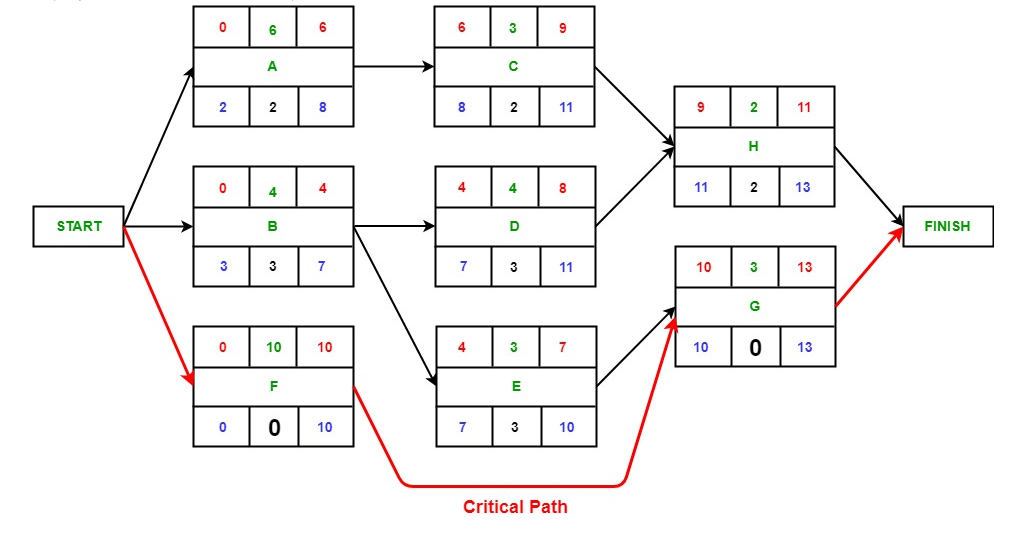 0 6 6
A
2 2 8
6 3 9
C
8 2 11
9 2 11
H
11 2 13
0 4 4
B
3 3 7
4 4 8
D
7 3 11
START
FINISH
10 3 13
G
10 0 13
0 10 10
F
0 0 10
4 3 7
E
7 3 10
Critical Path